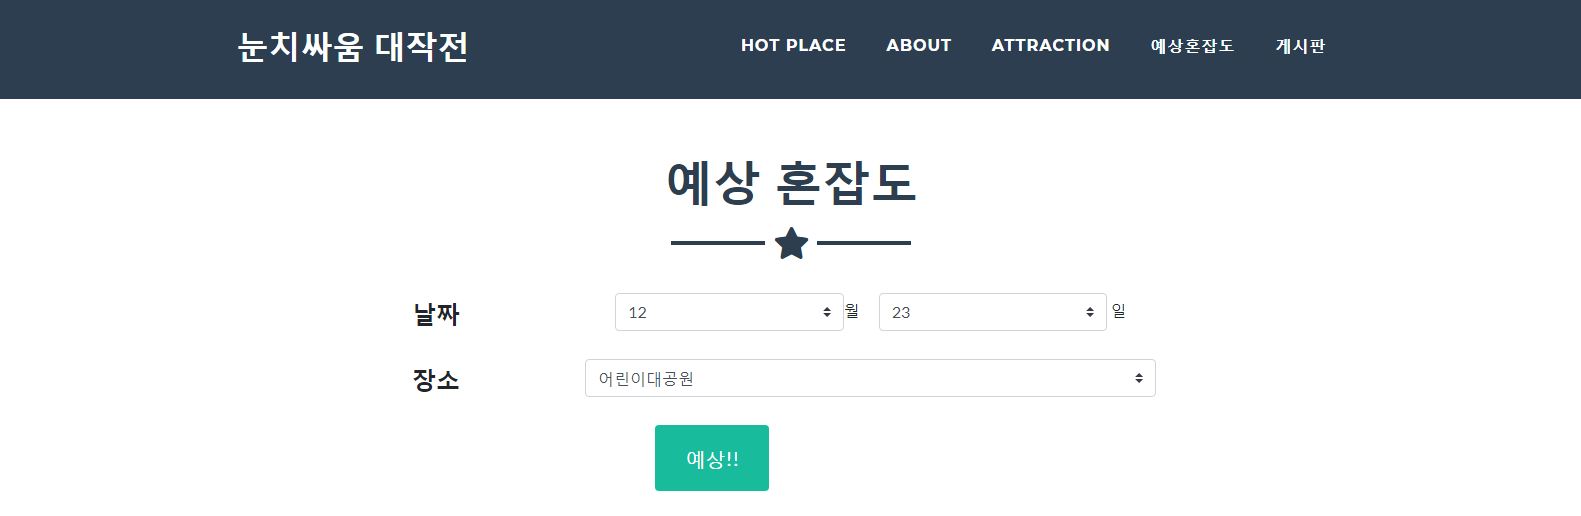 눈치싸움 대작전 HOT PLACE ABOUT ATTRACTION 예상혼잡도 게시판
예상 혼잡도
날짜 12 월 23 일
장소 어린이대공원
예상!!